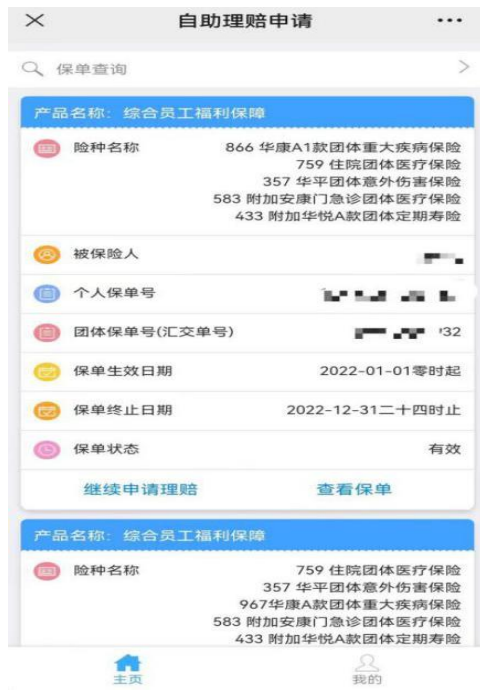 自助理赔申请
保单查询
产品名称: 综合员工福利保障
险种名称 866 华康A1款团体重大疾病保险
759 住院团体医疗保险
357 华平团体意外伤害保险
583 附加安康门急诊团体医疗保险
433 附加华悦A款团体定期寿险
被保险人
个人保单号
团体保单号(汇交单号) 32
保单生效日期 2022-01-01零时起
保单终止日期 2022-12-31二十四时止
保单状态 有效
继续申请理赔 查看保单
产品名称: 综合员工福利保障
险种名称 759 住院团体医疗保险
357 华平团体意外伤害保险
967华康A款团体重大疾病保险
583 附加安康门急诊团体医疗保险
433 附加华悦A款团体定期寿险
主页 我的